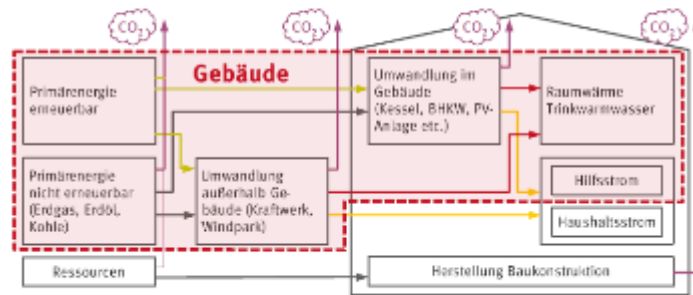 CO₂ CO₂ CO₂ CO₂
Gebäude
Primärenergie
erneuerbar
Umwandlung im
Gebäude
(Kessel, BHKW, PV-
Anlage etc.)
Raumwärme
Trinkwarmwasser
Primärenergie
nicht erneuerbar
(Erdgas, Erdöl,
Kohle)
Umwandlung
außerhalb Ge-
bäude (Kraftwerk,
Windpark)
Hilfsstrom
Haushaltsstrom
Ressourcen
Herstellung Baukonstruktion